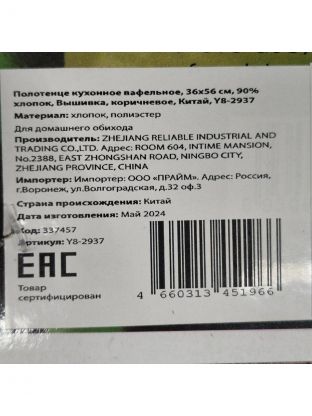 Полотенце кухонное вафельное, 36х56 см, 90%
хлопок, Вышивка, коричневое, Китай, Y8-2937
Материал: хлопок, полиэстер
Для домашнего обихода
Производитель: ZHEJIANG RELIABLE INDUSTRIAL AND
TRADING CO.,LTD. Адрес: ROOM 604, INTIME MANSION,
No.2388, EAST ZHONGSHAN ROAD, NINGBO CITY,
ZHEJIANG PROVINCE, CHINA
Импортер: Импортер: ООО «ПРАЙМ». Адрес: Россия,
г.Воронеж, ул.Волгоградская, д.32 оф.3
Страна происхождения: Китай
Дата изготовления: Май 2024
Код: 337457
Артикул: Y8-2937
EAC
Товар
сертифицирован
4 660313 451966